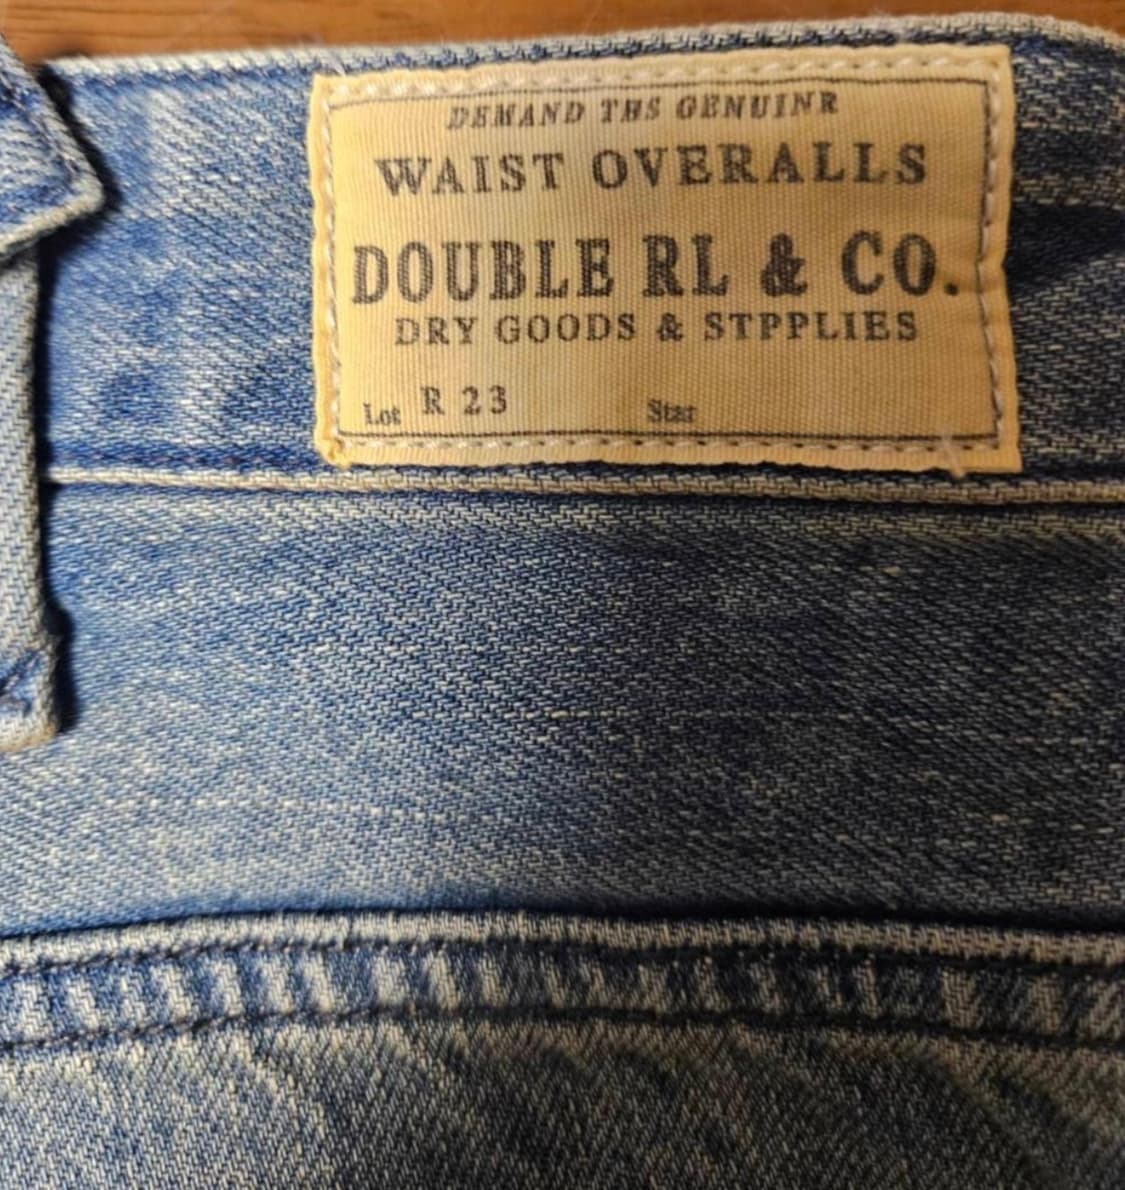 DEMAND THS GENUINR
WAIST OVERALLS
DOUBLE RL & CO.
DRY GOODS & STPPLIES
Lot R 23 Star